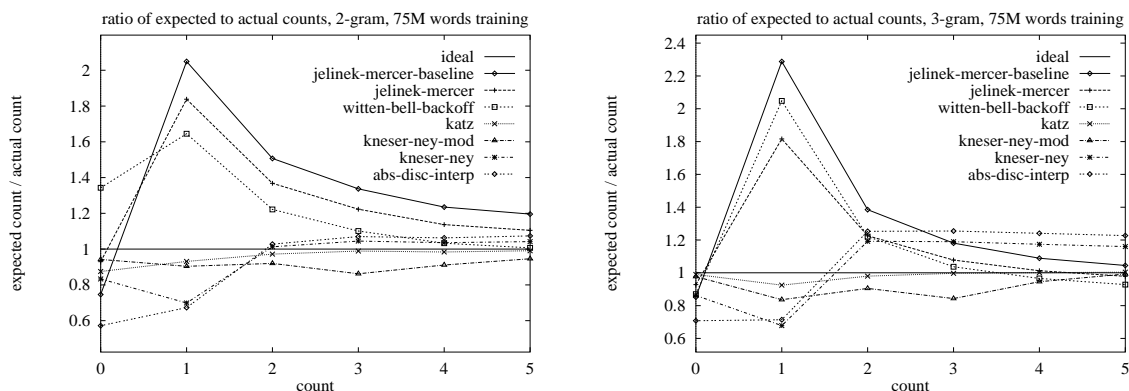 ratio of expected to actual counts, 2-gram, 75M words training
expected count / actual count
2
1.8
1.6
1.4
1.2
1
0.8
0.6
0
1
2
3
4
5
count
ideal
jelinek-mercer-baseline
jelinek-mercer
witten-bell-backoff
katz
kneser-ney-mod
kneser-ney
abs-disc-interp
ratio of expected to actual counts, 3-gram, 75M words training
expected count / actual count
2.4
2.2
2
1.8
1.6
1.4
1.2
1
0.8
0.6
0
1
2
3
4
5
count
ideal
jelinek-mercer-baseline
jelinek-mercer
witten-bell-backoff
katz
kneser-ney-mod
kneser-ney
abs-disc-interp